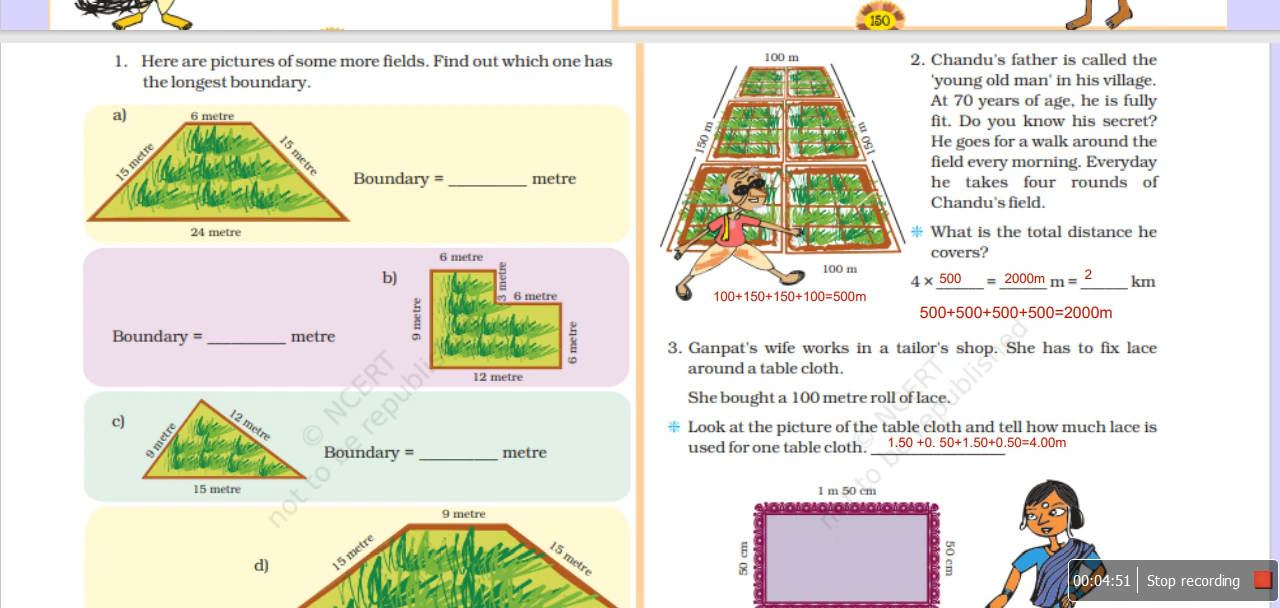 150
1. Here are pictures of some more fields. Find out which one has
the longest boundary.
a)
6 metre
15 metre
15 metre
24 metre
Boundary = _________ metre
b)
6 metre
3 metre
6 metre
9 metre
6 metre
12 metre
Boundary = _________ metre
c)
9 metre
12 metre
15 metre
Boundary = _________ metre
d)
9 metre
15 metre
15 metre
© NCERT
not to be republished
100 m
150 m
150 m
100 m
100+150+150+100=500m
2. Chandu's father is called the
'young old man' in his village.
At 70 years of age, he is fully
fit. Do you know his secret?
He goes for a walk around the
field every morning. Everyday
he takes four rounds of
Chandu's field.
What is the total distance he
covers?
4 × 500 = 2000m m = 2 km
500+500+500+500=2000m
3. Ganpat's wife works in a tailor's shop. She has to fix lace
around a table cloth.
She bought a 100 metre roll of lace.
Look at the picture of the table cloth and tell how much lace is
used for one table cloth. 1.50 +0. 50+1.50+0.50=4.00m
© NCERT
not to be republished
1 m 50 cm
50 cm
50 cm
00:04:51 Stop recording